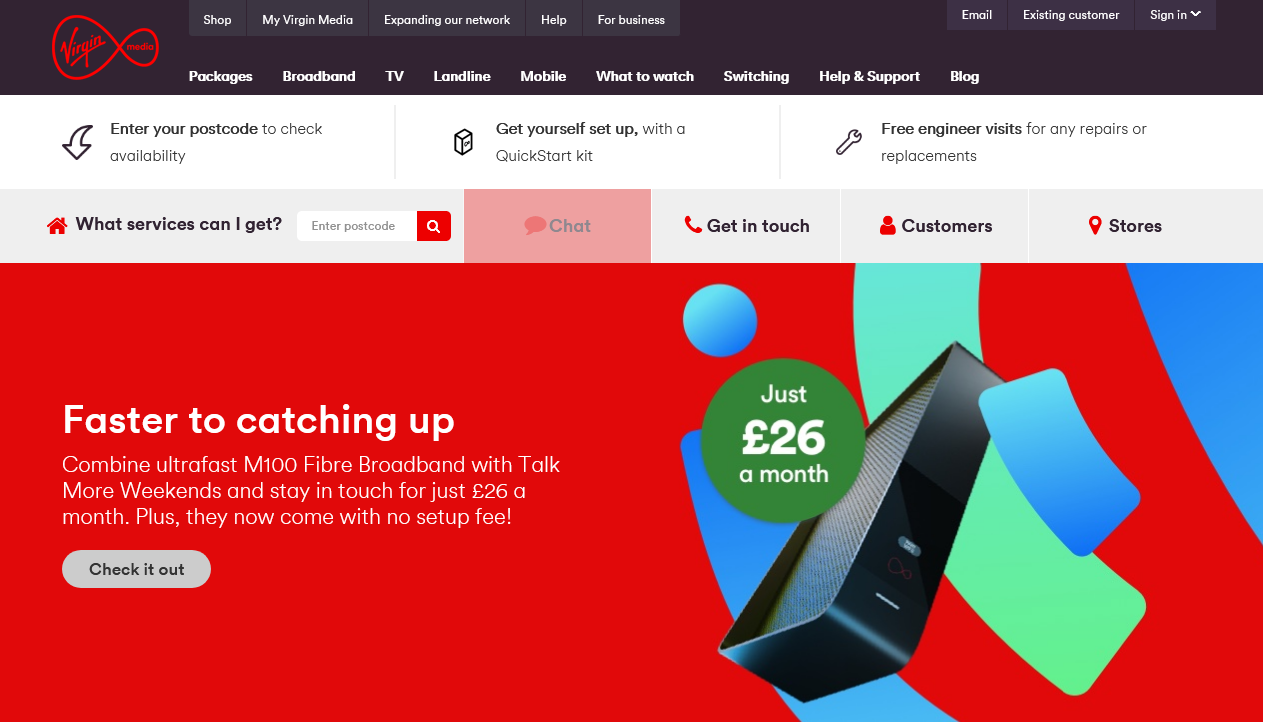 Shop
My Virgin Media
Expanding our network
Help
For business
Email
Existing customer
Sign in
Virgin
media
Packages
Broadband
TV
Landline
Mobile
What to watch
Switching
Help & Support
Blog
Enter your postcode to check
availability
Get yourself set up, with a
QuickStart kit
Free engineer visits for any repairs or
replacements
What services can I get?
Enter postcode
Chat
Get in touch
Customers
Stores
Faster to catching up
Combine ultrafast M100 Fibre Broadband with Talk
More Weekends and stay in touch for just £26 a
month. Plus, they now come with no setup fee!
Check it out
Just
£26
a month